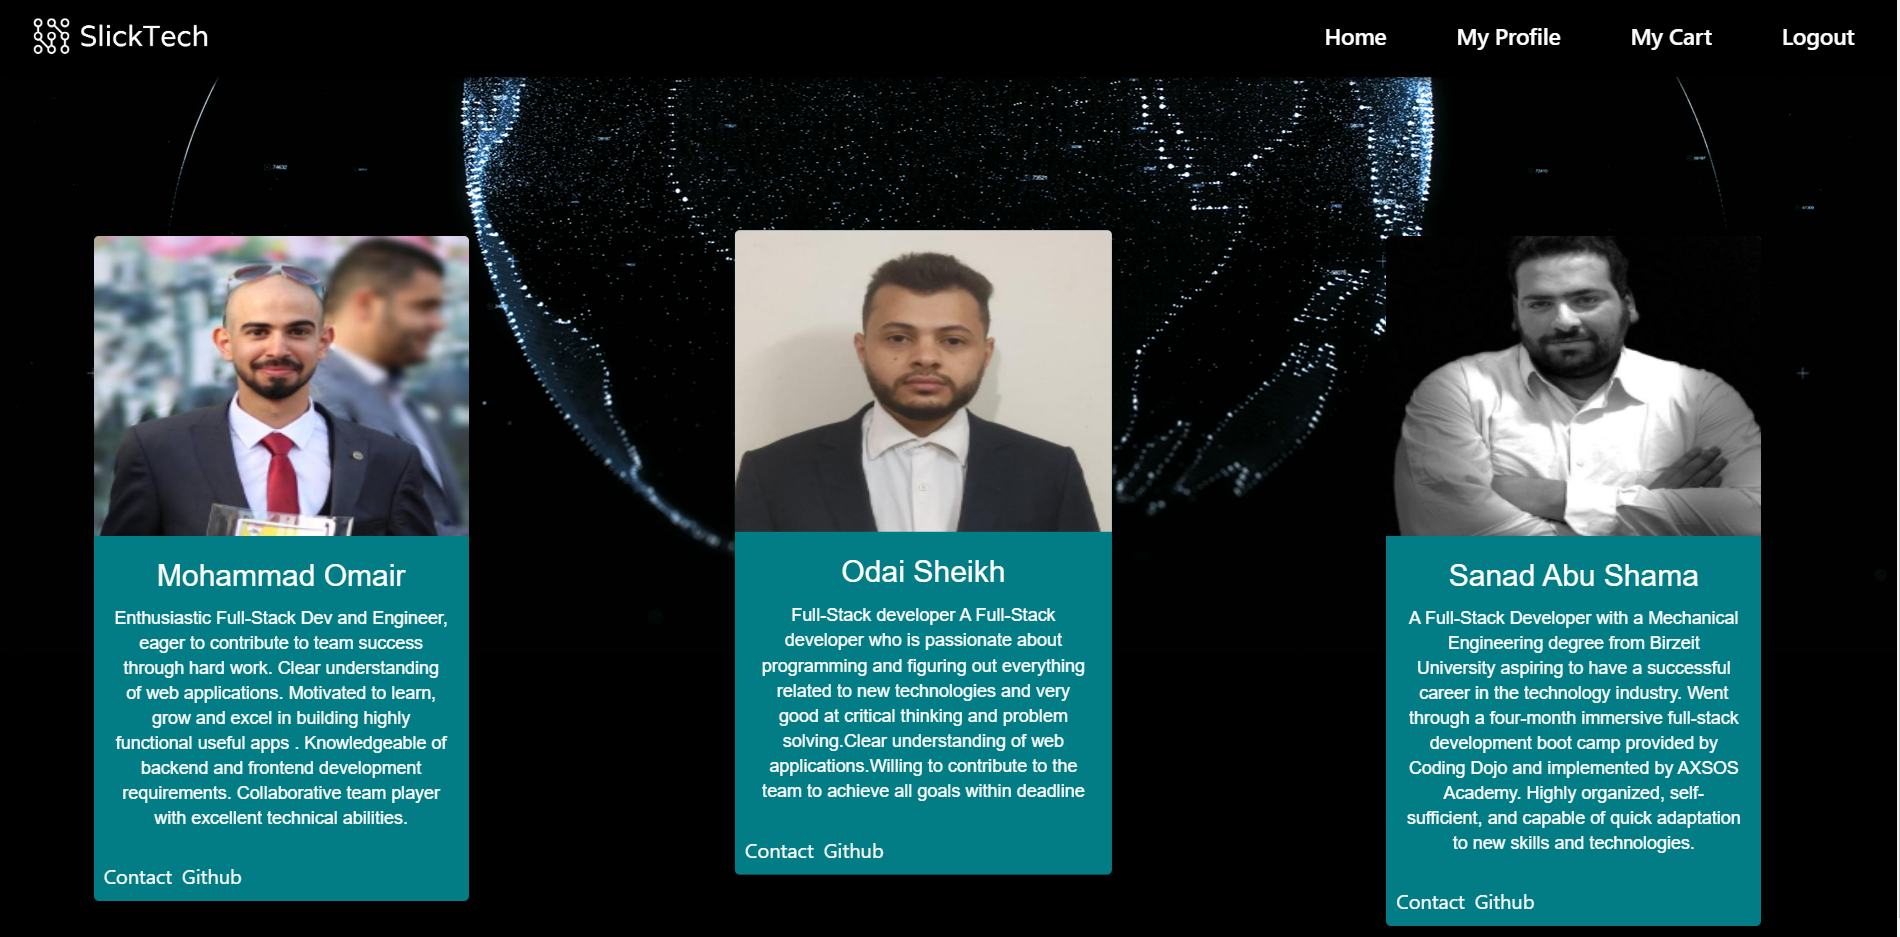 SlickTech
Home
My Profile
My Cart
Logout
Mohammad Omair
Enthusiastic Full-Stack Dev and Engineer,
eager to contribute to team success
through hard work. Clear understanding
of web applications. Motivated to learn,
grow and excel in building highly
functional useful apps . Knowledgeable of
backend and frontend development
requirements. Collaborative team player
with excellent technical abilities.
Contact Github
Odai Sheikh
Full-Stack developer A Full-Stack
developer who is passionate about
programming and figuring out everything
related to new technologies and very
good at critical thinking and problem
solving.Clear understanding of web
applications.Willing to contribute to the
team to achieve all goals within deadline
Contact Github
Sanad Abu Shama
A Full-Stack Developer with a Mechanical
Engineering degree from Birzeit
University aspiring to have a successful
career in the technology industry. Went
through a four-month immersive full-stack
development boot camp provided by
Coding Dojo and implemented by AXSOS
Academy. Highly organized, self-
sufficient, and capable of quick adaptation
to new skills and technologies.
Contact Github